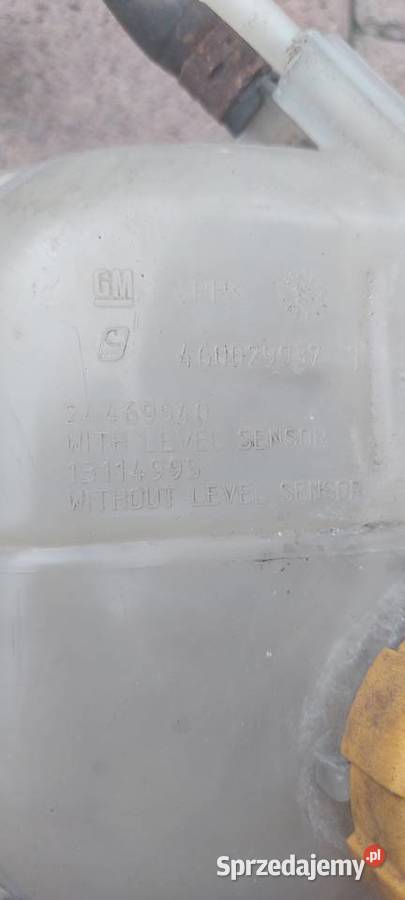 GM
24469940
WITH LEVEL SENSOR
13114995
WITHOUT LEVEL SENSOR
Sprzedajemy.pl